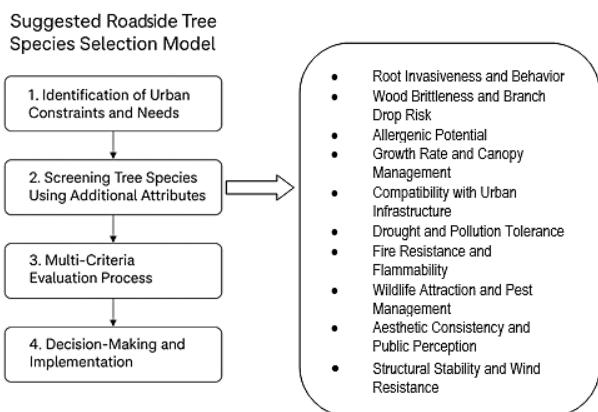 Suggested Roadside Tree
Species Selection Model
1. Identification of Urban
Constraints and Needs
2. Screening Tree Species
Using Additional Attributes
3. Multi-Criteria
Evaluation Process
4. Decision-Making and
Implementation
• Root Invasiveness and Behavior
• Wood Brittleness and Branch
Drop Risk
• Allergenic Potential
• Growth Rate and Canopy
Management
• Compatibility with Urban
Infrastructure
• Drought and Pollution Tolerance
• Fire Resistance and
Flammability
• Wildlife Attraction and Pest
Management
• Aesthetic Consistency and
Public Perception
• Structural Stability and Wind
Resistance